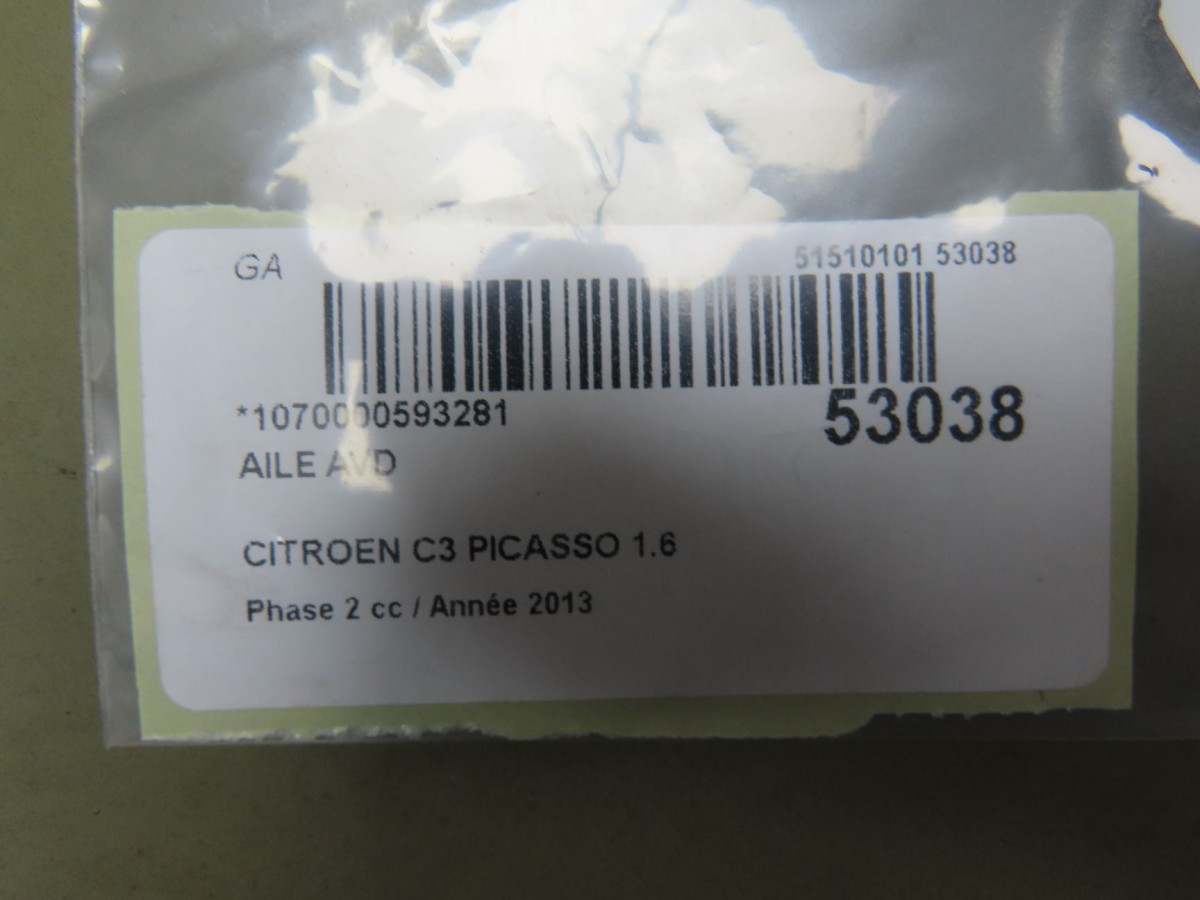 GA 51510101 53038
*1070000593281 53038
AILE AVD
CITROEN C3 PICASSO 1.6
Phase 2 cc / Année 2013